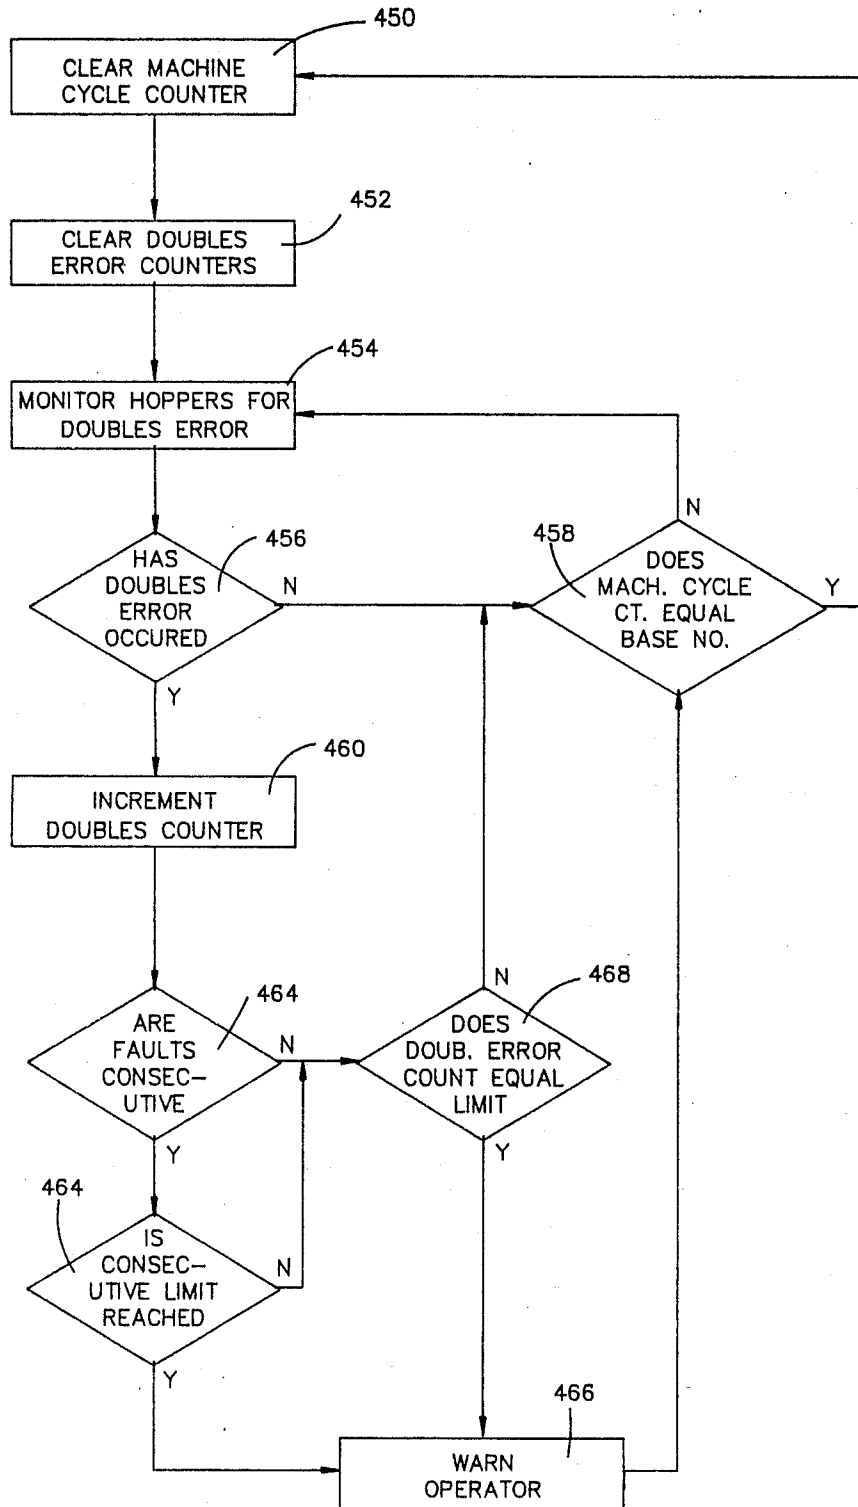 450
CLEAR MACHINE
CYCLE COUNTER
452
CLEAR DOUBLES
ERROR COUNTERS
454
MONITOR HOPPERS FOR
DOUBLES ERROR
456
HAS
DOUBLES
ERROR
OCCURED
N
Y
458
N
DOES
MACH. CYCLE
CT. EQUAL
BASE NO.
Y
460
INCREMENT
DOUBLES COUNTER
464
ARE
FAULTS
CONSEC-
UTIVE
N
Y
468
N
DOES
DOUB. ERROR
COUNT EQUAL
LIMIT
Y
464
IS
CONSEC-
UTIVE LIMIT
REACHED
N
Y
466
WARN
OPERATOR